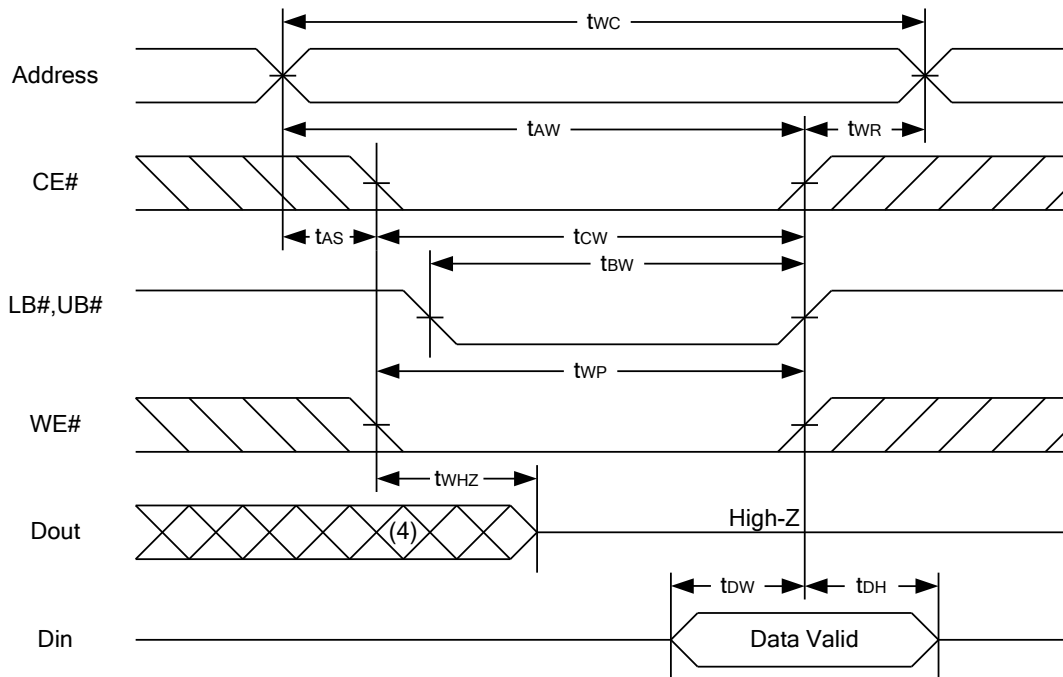 tWC
Address
tAW
tWR
CE#
tAS
tCW
tBW
LB#,UB#
tWP
WE#
tWHZ
Dout
(4)
High-Z
tDW
tDH
Din
Data Valid